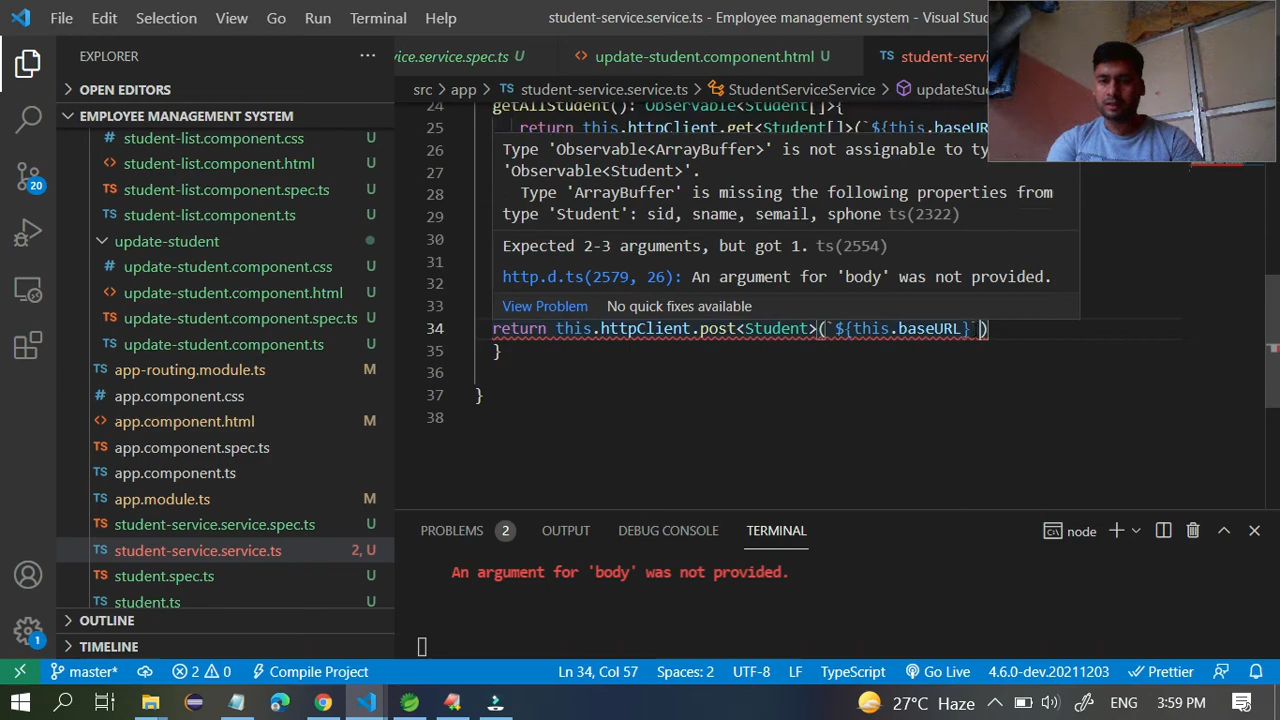 File Edit Selection View Go Run Terminal Help student-service.service.ts - Employee management system - Visual Stu
EXPLORER
OPEN EDITORS
EMPLOYEE MANAGEMENT SYSTEM
student-list.component.css
student-list.component.html
student-list.component.spec.ts
TS student-list.component.ts
update-student
update-student.component.css
update-student.component.html
update-student.component.spec.ts
TS update-student.component.ts
TS app-routing.module.ts M
# app.component.css
<> app.component.html M
TS app.component.spec.ts
TS app.component.ts
TS app.module.ts M
TS student-service.service.spec.ts U
TS student-service.service.ts 2, U
TS student.spec.ts U
TS student.ts U
OUTLINE
TIMELINE
rvice.service.spec.ts U <> update-student.component.html U TS student-serv
src app TS student-service.service.ts StudentServiceService updateStu
24 getAllStudent(): Observable<Student[]>{
25 return this.httpClient.get<Student[]>(`${this.baseUR
26
Type 'Observable<ArrayBuffer>' is not assignable to ty
27
'Observable<Student>'.
28
Type 'ArrayBuffer' is missing the following properties from
29
type 'Student': sid, sname, semail, sphone ts(2322)
30
Expected 2-3 arguments, but got 1. ts(2554)
31
32
http.d.ts(2579, 26): An argument for 'body' was not provided.
33
View Problem No quick fixes available
34 return this.httpClient.post<Student>(`${this.baseURL}`)
35 }
36
37 }
38
PROBLEMS 2 OUTPUT DEBUG CONSOLE TERMINAL node
An argument for 'body' was not provided.
20
1
master* 2 0 Compile Project Ln 34, Col 57 Spaces: 2 UTF-8 LF TypeScript Go Live 4.6.0-dev.20211203 Prettier
27°C Haze ENG 3:59 PM